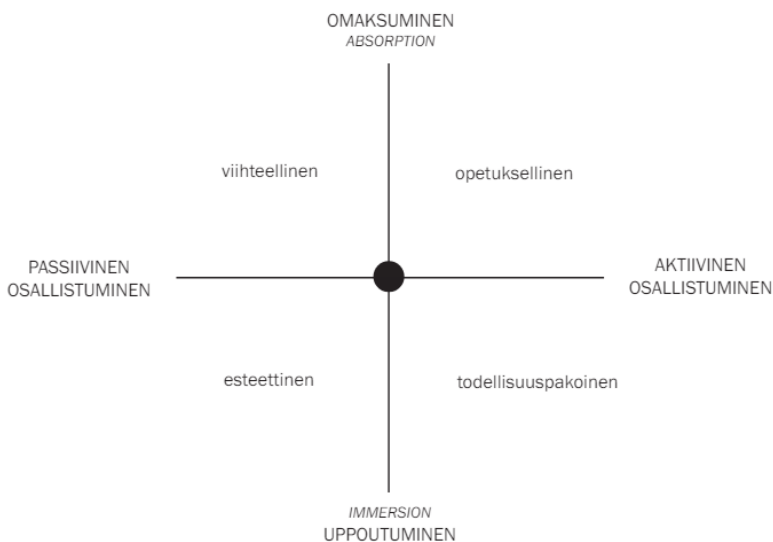 OMAKSUMINEN
ABSORPTION
viihteellinen
opetuksellinen
PASSIIVINEN
OSALLISTUMINEN
AKTIIVINEN
OSALLISTUMINEN
esteettinen
todellisuuspakoinen
IMMERSION
UPPOUTUMINEN